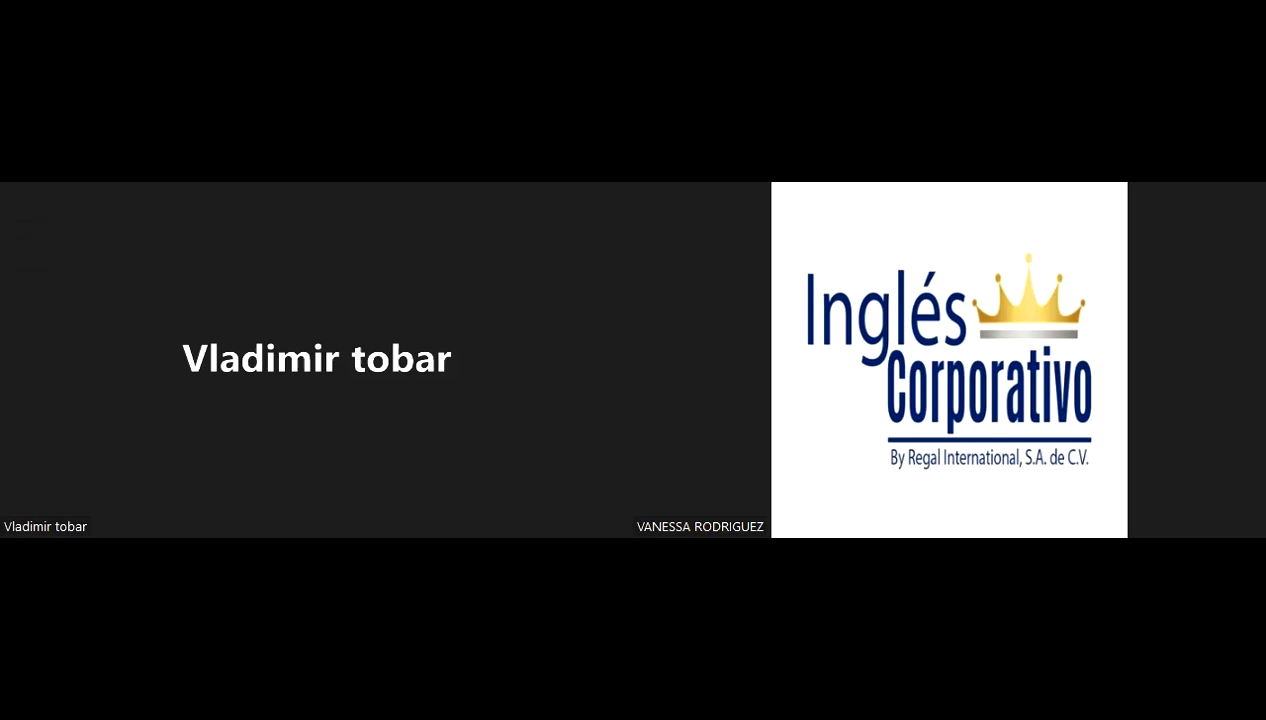 Vladimir tobar
Vladimir tobar
VANESSA RODRIGUEZ
Inglés
Corporativo
By Regal International, S.A. de C.V.